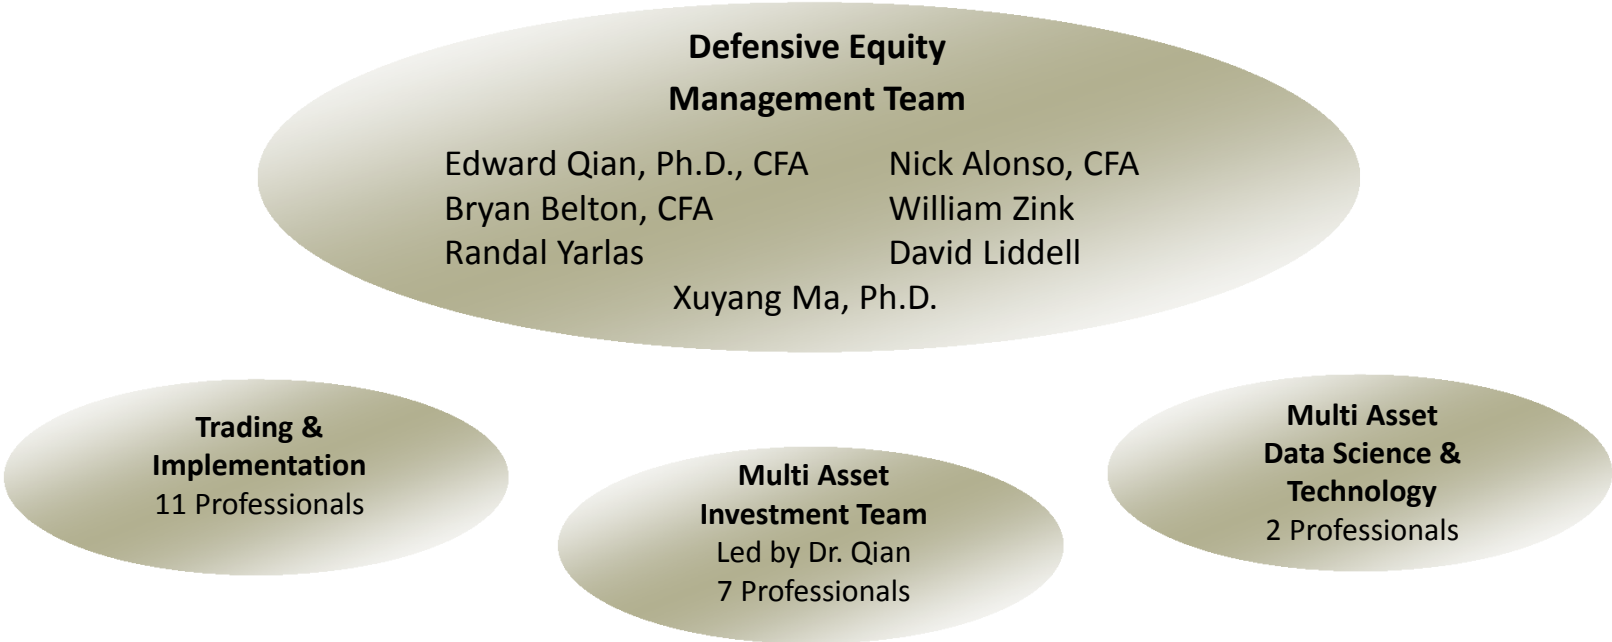 Defensive Equity
Management Team
Edward Qian, Ph.D., CFA Nick Alonso, CFA
Bryan Belton, CFA William Zink
Randal Yarlas David Liddell
Xuyang Ma, Ph.D.
Trading &
Implementation
11 Professionals
Multi Asset
Investment Team
Led by Dr. Qian
7 Professionals
Multi Asset
Data Science &
Technology
2 Professionals